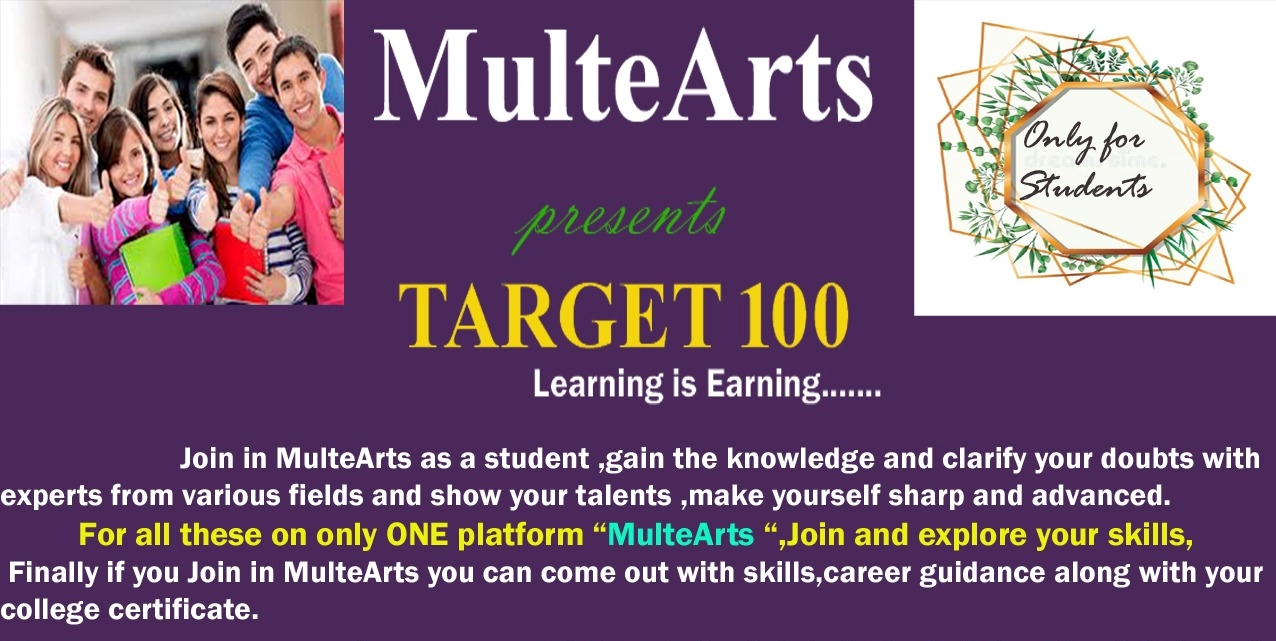 MulteArts
Only for
Students
presents
TARGET 100
Learning is Earning.......
Join in MulteArts as a student ,gain the knowledge and clarify your doubts with
experts from various fields and show your talents ,make yourself sharp and advanced.
For all these on only ONE platform “MulteArts “,Join and explore your skills,
Finally if you Join in MulteArts you can come out with skills,career guidance along with your
college certificate.